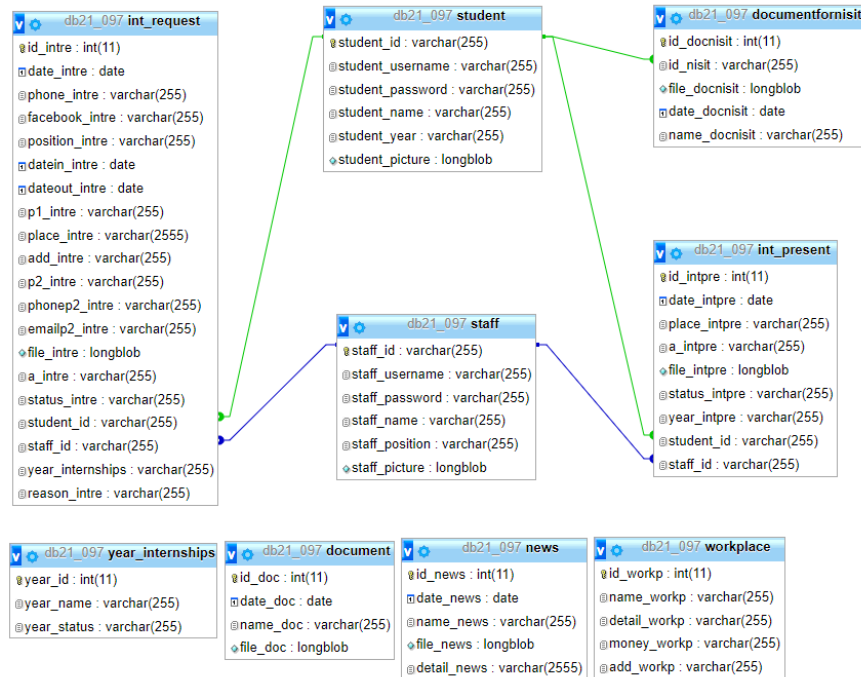 db21_097 int_request
id_intre : int(11)
date_intre : date
phone_intre : varchar(255)
facebook_intre : varchar(255)
position_intre : varchar(255)
datein_intre : date
dateout_intre : date
p1_intre : varchar(255)
place_intre : varchar(2555)
add_intre : varchar(255)
p2_intre : varchar(255)
phonep2_intre : varchar(255)
emailp2_intre : varchar(255)
file_intre : longblob
a_intre : varchar(255)
status_intre : varchar(255)
student_id : varchar(255)
staff_id : varchar(255)
year_internships : varchar(255)
reason_intre : varchar(255)
db21_097 student
student_id : varchar(255)
student_username : varchar(255)
student_password : varchar(255)
student_name : varchar(255)
student_year : varchar(255)
student_picture : longblob
db21_097 documentfornisit
id_docnisit : int(11)
id_nisit : varchar(255)
file_docnisit : longblob
date_docnisit : date
name_docnisit : varchar(255)
db21_097 staff
staff_id : varchar(255)
staff_username : varchar(255)
staff_password : varchar(255)
staff_name : varchar(255)
staff_position : varchar(255)
staff_picture : longblob
db21_097 int_present
id_intpre : int(11)
date_intpre : date
place_intpre : varchar(255)
a_intpre : varchar(255)
file_intpre : longblob
status_intpre : varchar(255)
year_intpre : varchar(255)
student_id : varchar(255)
staff_id : varchar(255)
db21_097 year_internships
year_id : int(11)
year_name : varchar(255)
year_status : varchar(255)
db21_097 document
id_doc : int(11)
date_doc : date
name_doc : varchar(255)
file_doc : longblob
db21_097 news
id_news : int(11)
date_news : date
name_news : varchar(255)
file_news : longblob
detail_news : varchar(2555)
db21_097 workplace
id_workp : int(11)
name_workp : varchar(255)
detail_workp : varchar(255)
money_workp : varchar(255)
add_workp : varchar(255)